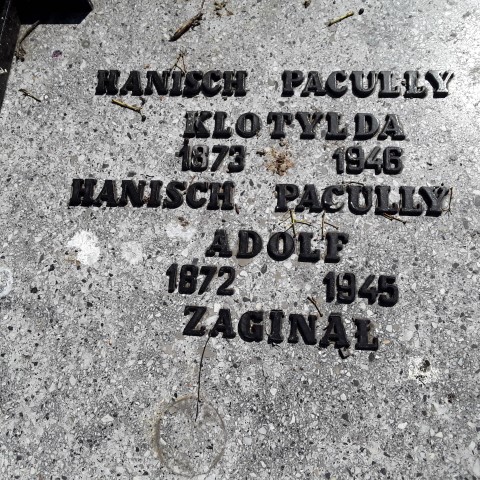 HANISCH PACULLY
KLOTYLDA
1873 1946
HANISCH PACULLY
ADOLF
1872 1945
ZAGINĄŁ